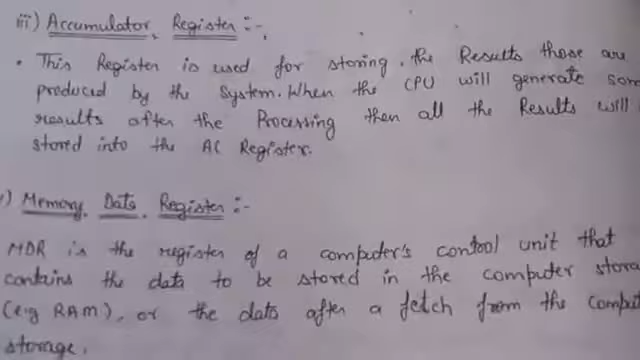 iii) Accumulator Register :-
• This Register is used for storing the Results those are
produced by the System. When the CPU will generate som
results after the Processing then all the Results will
stored into the AC Register.
) Memory Data Register :-
MDR is the register of a computer's control unit that
contains the data to be stored in the computer stora
(e.g RAM), or the data after a fetch from the comput
storage.